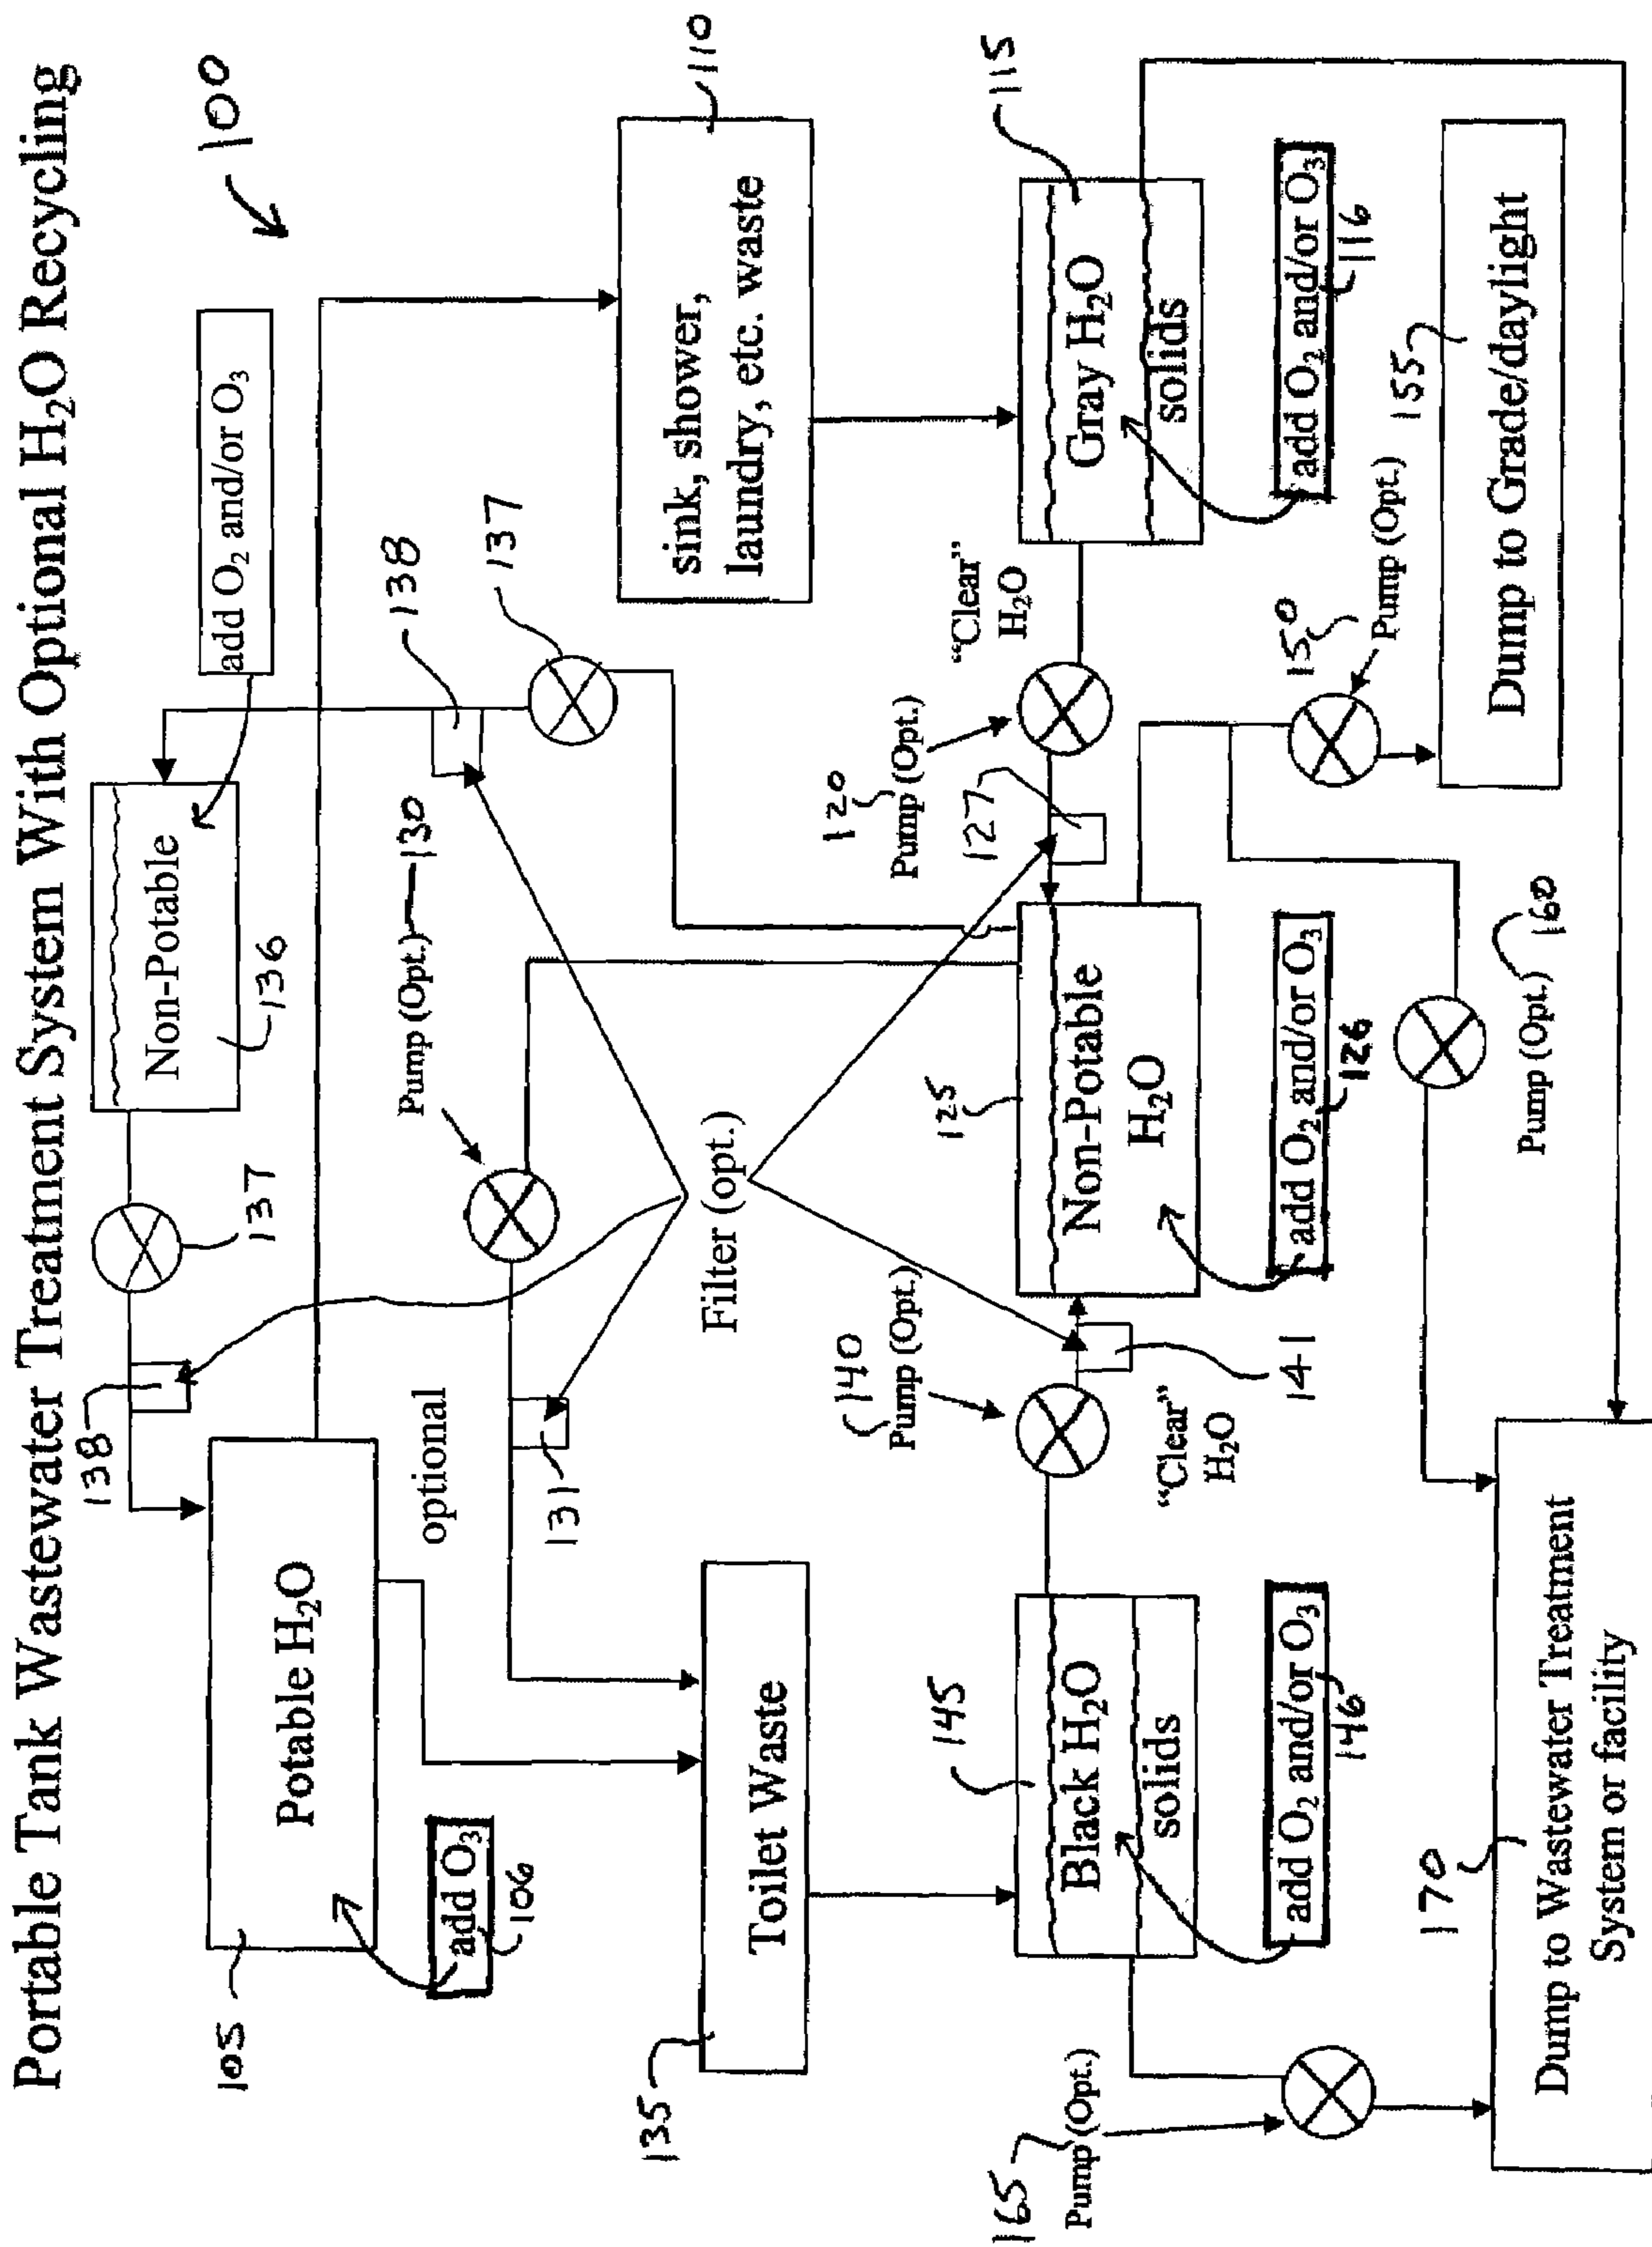 Portable Tank Wastewater Treatment System With Optional H₂O Recycling
100
add O₂ and/or O₃
Non-Potable
136
137
138
105
Potable H₂O
add O₃
106
optional
131
Pump (Opt.)
130
138
137
sink, shower,
laundry, etc. waste
110
135
Toilet Waste
Filter (opt.)
165
Pump (Opt.)
145
Black H₂O
solids
add O₂ and/or O₃
146
140
Pump (Opt.)
"Clear"
H₂O
141
125
Non-Potable
H₂O
add O₂ and/or O₃
126
120
Pump (Opt.)
127
"Clear"
H₂O
115
Gray H₂O
solids
add O₂ and/or O₃
116
150
Pump (Opt.)
155
Dump to Grade/daylight
Pump (Opt.)
160
170
Dump to Wastewater Treatment
System or facility